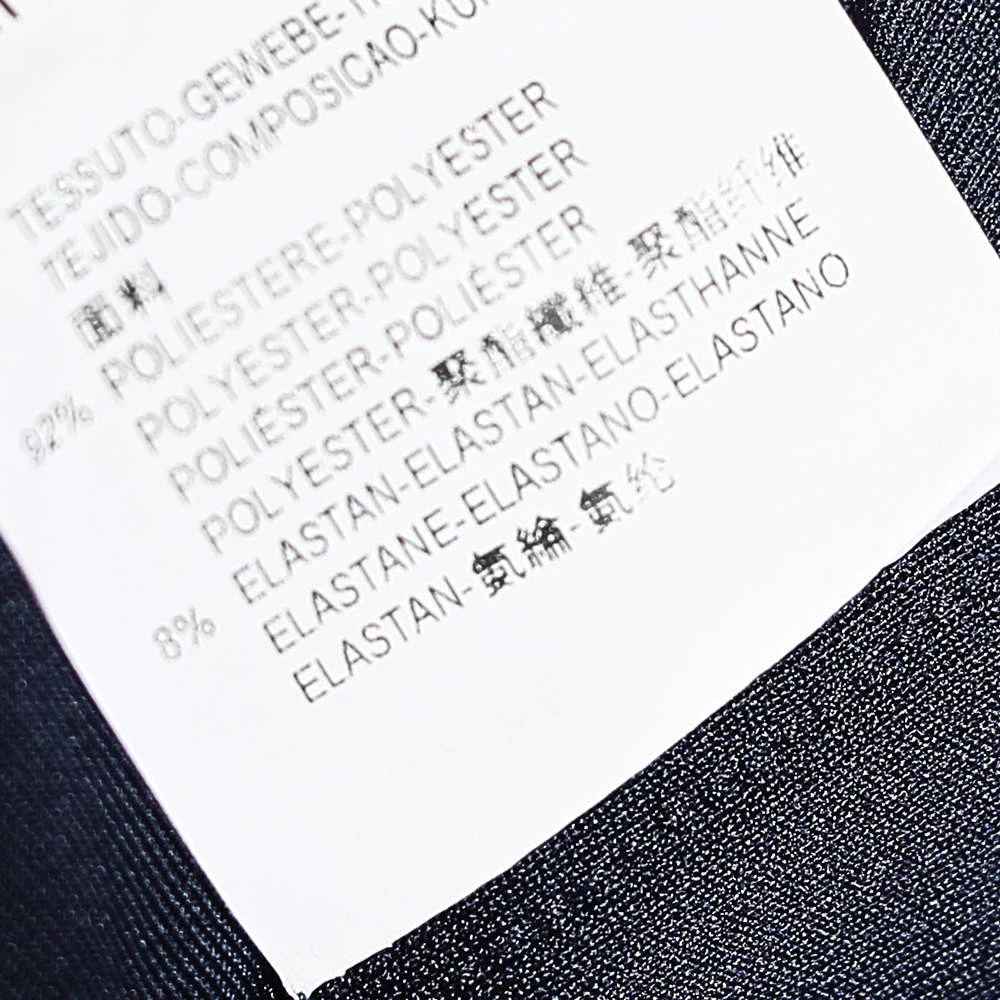 TESSUTO-GEWEBE-
TEJIDO-COMPOSICAO-
面料
92% POLIESTERE-POLYESTER
POLYESTER-POLYESTER
POLIÉSTER-POLIÉSTER
POLYESTER-聚酯纖維-聚酯纤维
8% ELASTAN-ELASTAN-ELASTHANNE
ELASTANE-ELASTANO-ELASTANO
ELASTAN-氨綸-氨纶